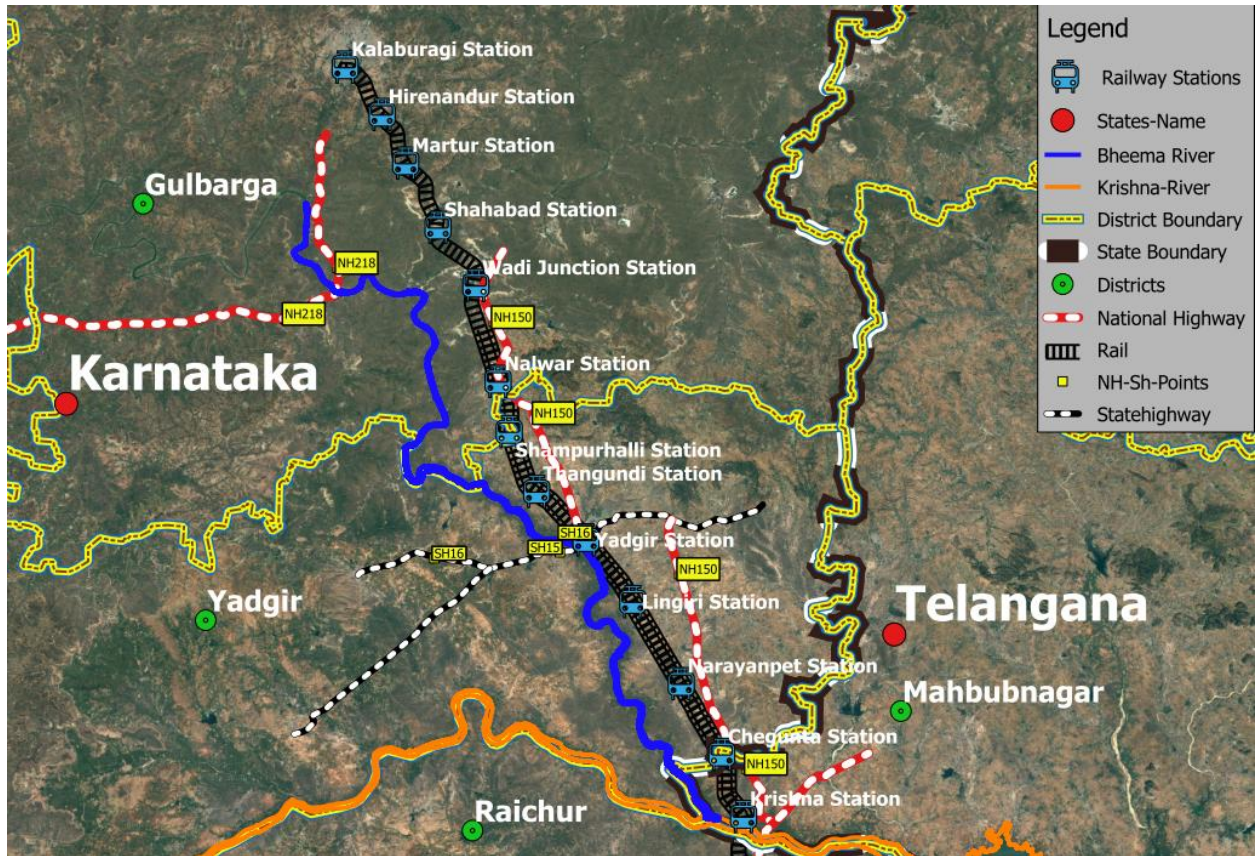 Kalaburagi Station
Hirenandur Station
Martur Station
Gulbarga
Shahabad Station
Wadi Junction Station
NH218
NH218
NH150
Karnataka
Nalwar Station
NH150
Shampurhalli Station
Thangundi Station
SH16
Yadgir Station
SH15
SH16
NH150
Yadgir
Lingiri Station
Telangana
Narayanpet Station
Mahbubnagar
Chegunta Station
NH150
Krishna Station
Raichur
Legend
Railway Stations
States-Name
Bheema River
Krishna-River
District Boundary
State Boundary
Districts
National Highway
Rail
NH-Sh-Points
Statehighway